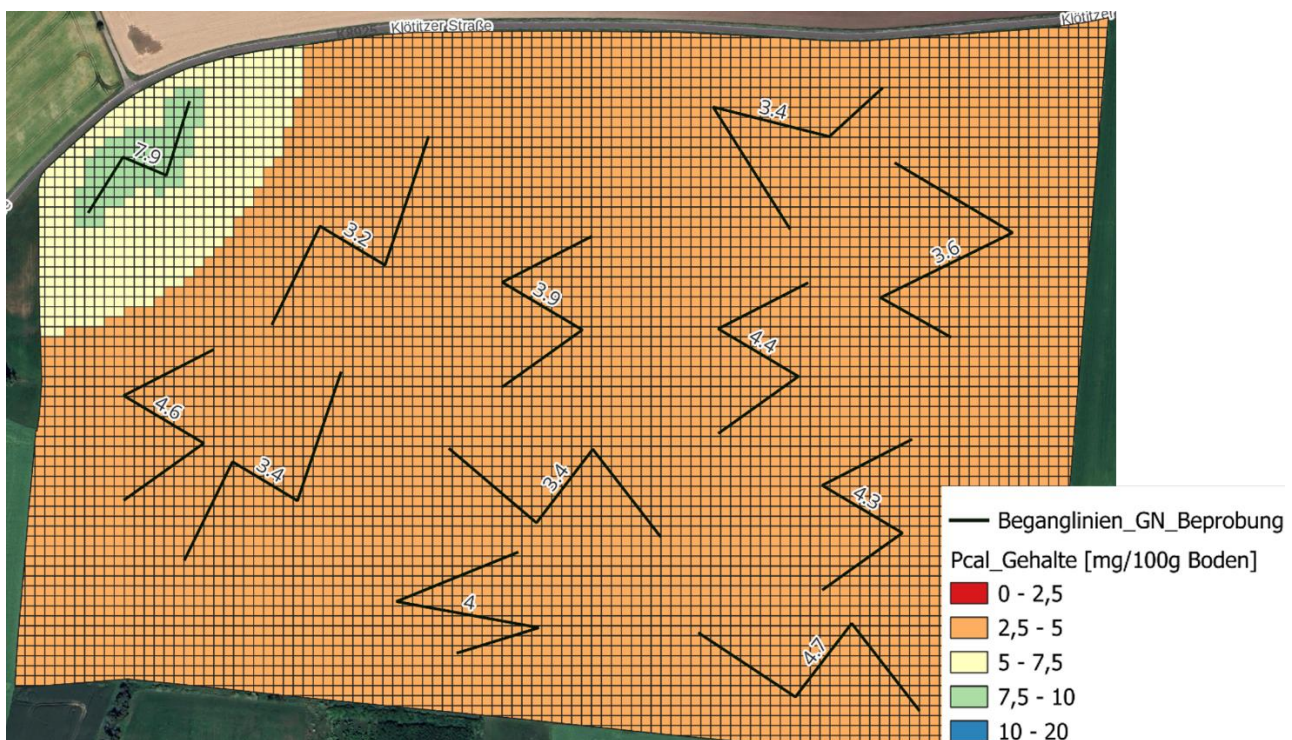 Klötitzer Straße
Klötitzer
3.4
7.9
3.2
3.6
3.9
4.4
4.6
3.4
3.4
4.3
4
4.7
Beganglinien_GN_Beprobung
Pcal_Gehalte [mg/100g Boden]
0 - 2,5
2,5 - 5
5 - 7,5
7,5 - 10
10 - 20